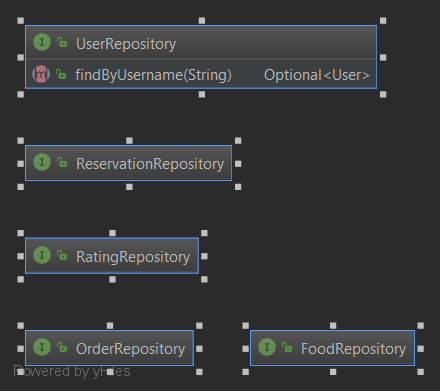 UserRepository
findByUsername(String) Optional<User>
ReservationRepository
RatingRepository
OrderRepository
FoodRepository
Powered by yFiles